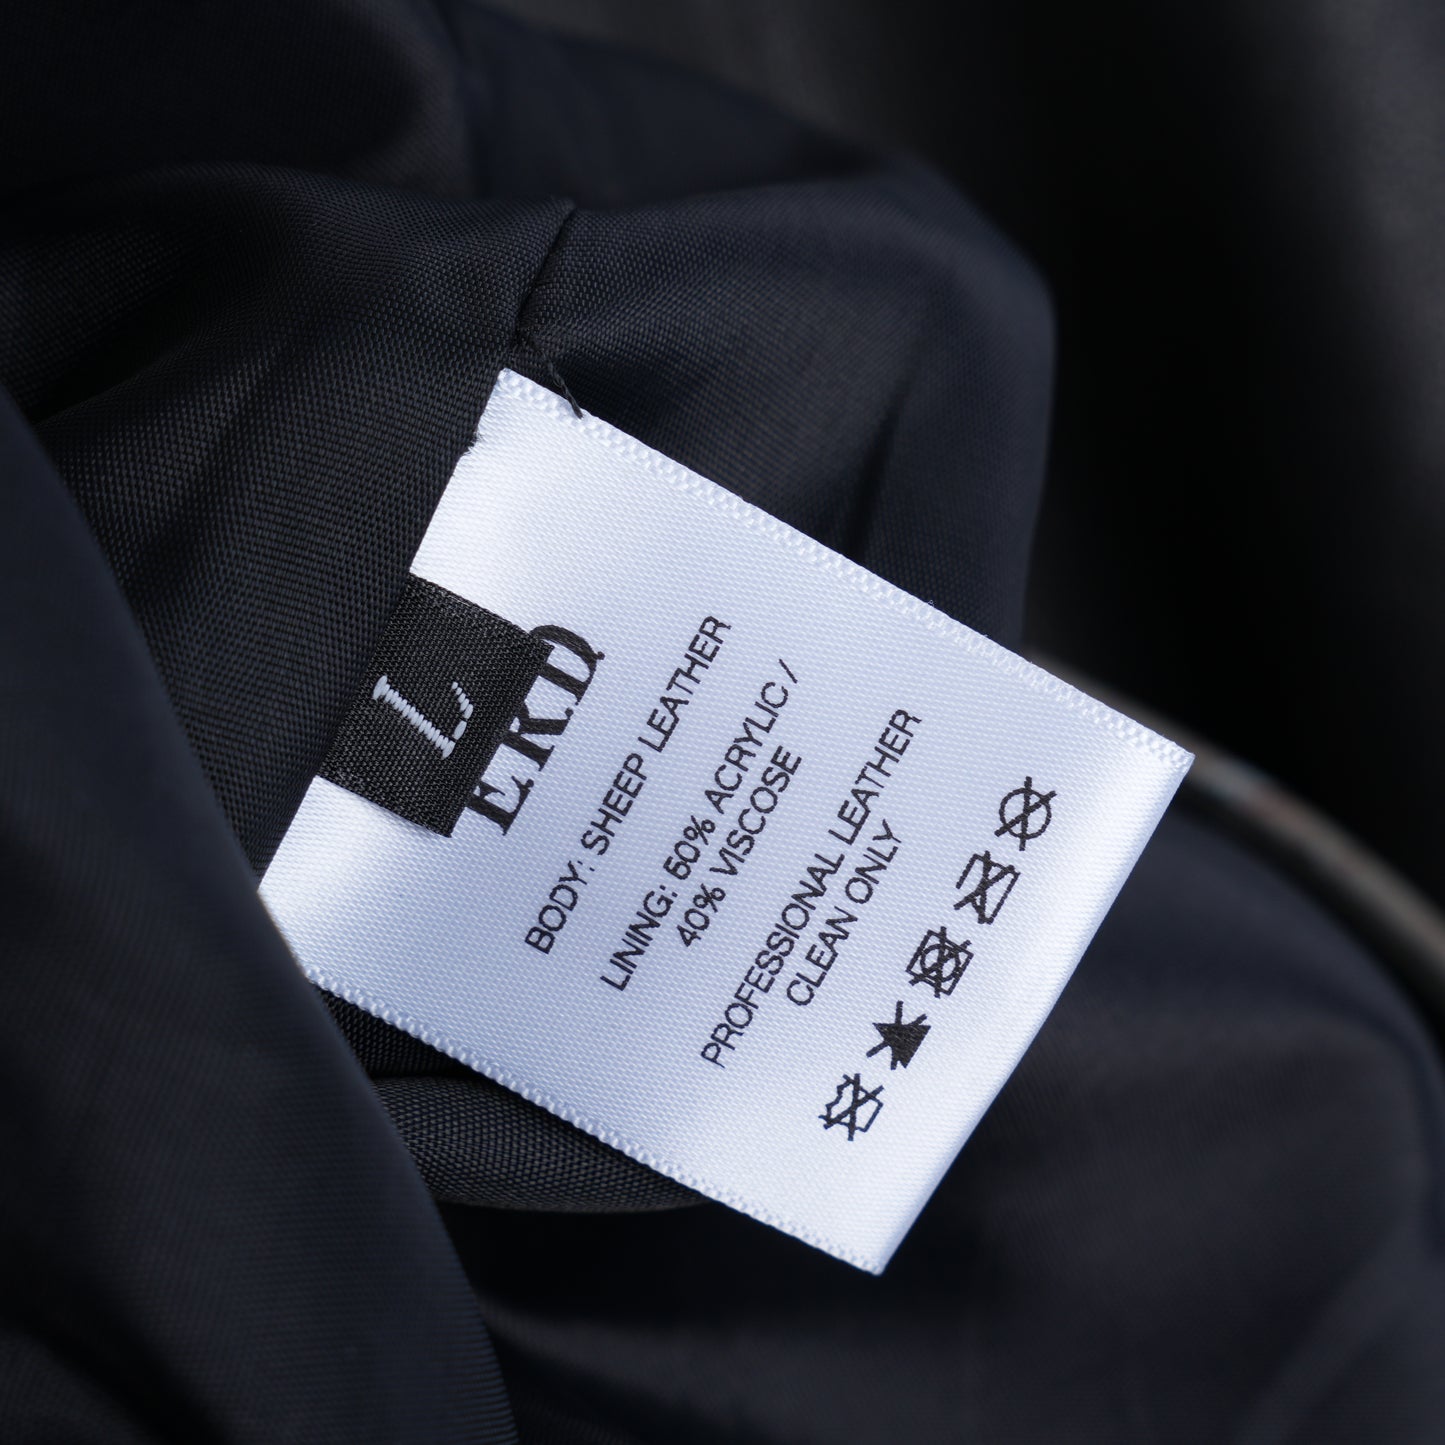 L
ERD
BODY: SHEEP LEATHER
LINING: 60% ACRYLIC /
40% VISCOSE
PROFESSIONAL LEATHER
CLEAN ONLY